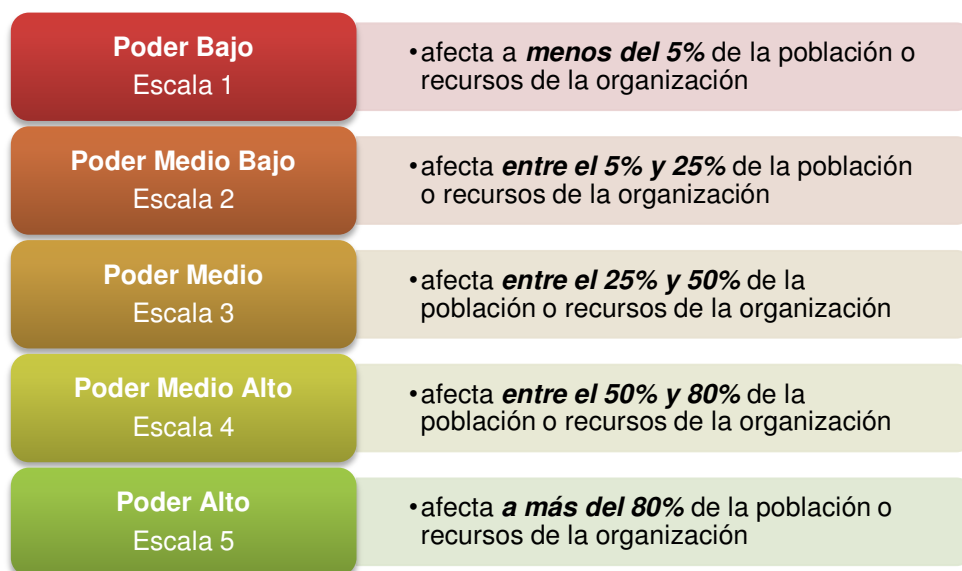 Poder Bajo
Escala 1
•afecta a menos del 5% de la población o
recursos de la organización
Poder Medio Bajo
Escala 2
•afecta entre el 5% y 25% de la población
o recursos de la organización
Poder Medio
Escala 3
•afecta entre el 25% y 50% de la
población o recursos de la organización
Poder Medio Alto
Escala 4
•afecta entre el 50% y 80% de la
población o recursos de la organización
Poder Alto
Escala 5
•afecta a más del 80% de la población o
recursos de la organización